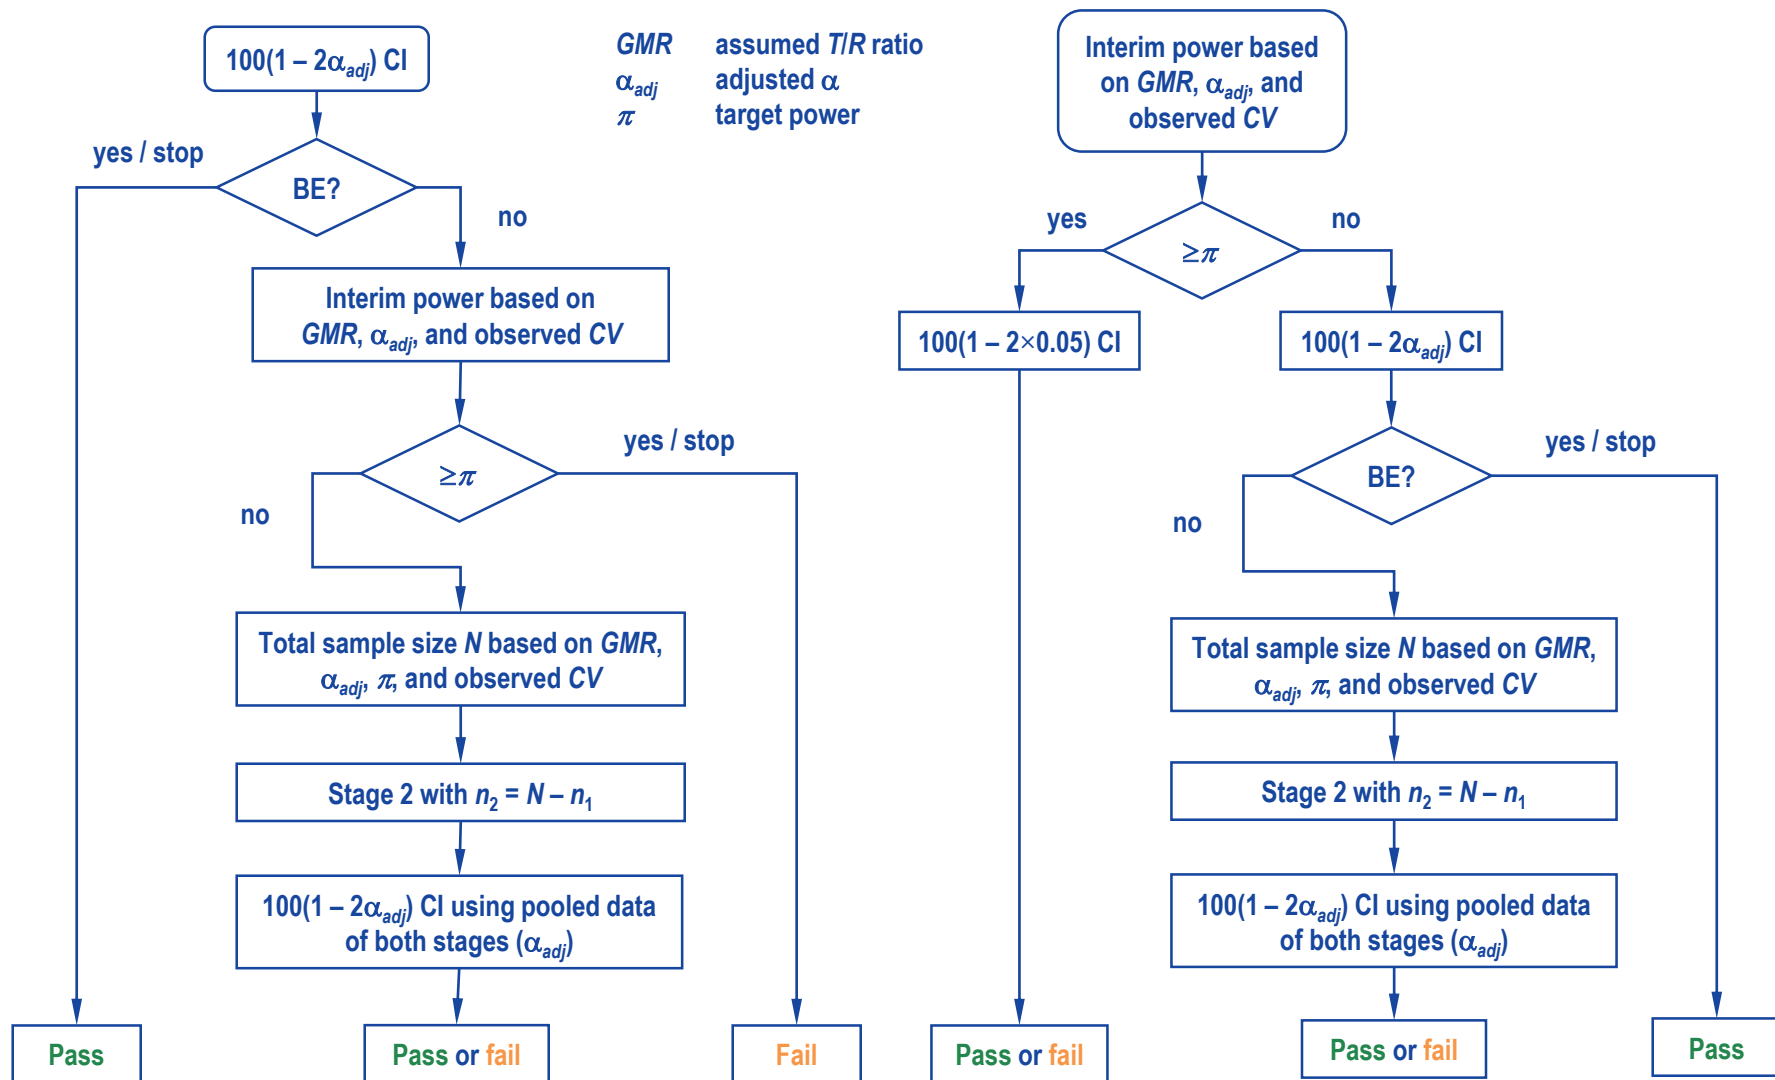 100(1 – 2αadj) CI
BE?
yes / stop
no
Interim power based on
GMR, αadj, and observed CV
≥π
yes / stop
no
Total sample size N based on GMR,
αadj, π, and observed CV
Stage 2 with n2 = N – n1
100(1 – 2αadj) CI using pooled data
of both stages (αadj)
Pass
Pass or fail
Fail
GMR assumed T/R ratio
αadj adjusted α
π target power
Interim power based
on GMR, αadj, and
observed CV
yes
no
≥π
100(1 – 2×0.05) CI
100(1 – 2αadj) CI
BE?
yes / stop
no
Total sample size N based on GMR,
αadj, π, and observed CV
Stage 2 with n2 = N – n1
100(1 – 2αadj) CI using pooled data
of both stages (αadj)
Pass or fail
Pass or fail
Pass